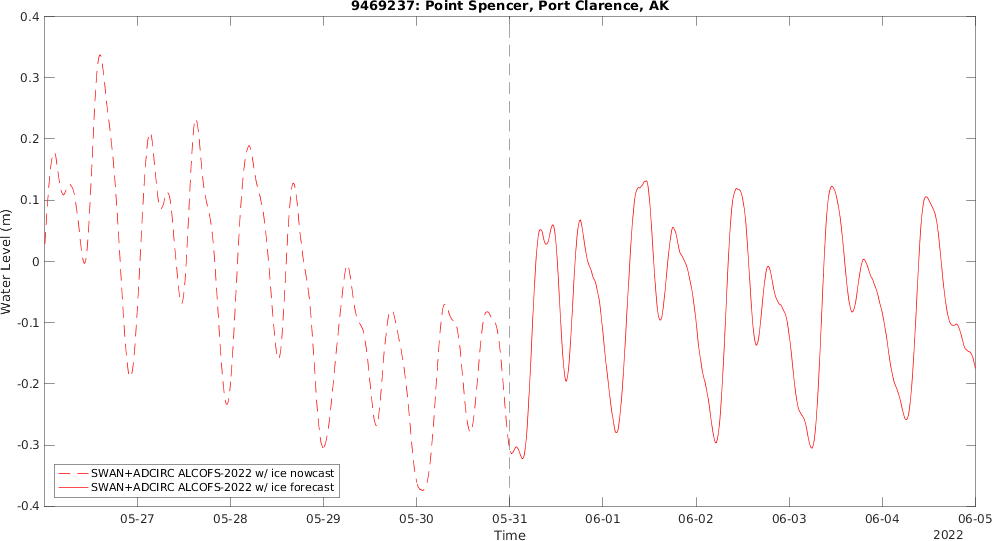 9469237: Point Spencer, Port Clarence, AK
0.4
0.3
0.2
0.1
0
-0.1
-0.2
-0.3
-0.4
Water Level (m)
SWAN+ADCIRC ALCOFS-2022 w/ ice nowcast
SWAN+ADCIRC ALCOFS-2022 w/ ice forecast
05-27 05-28 05-29 05-30 05-31 06-01 06-02 06-03 06-04 06-05
Time
2022